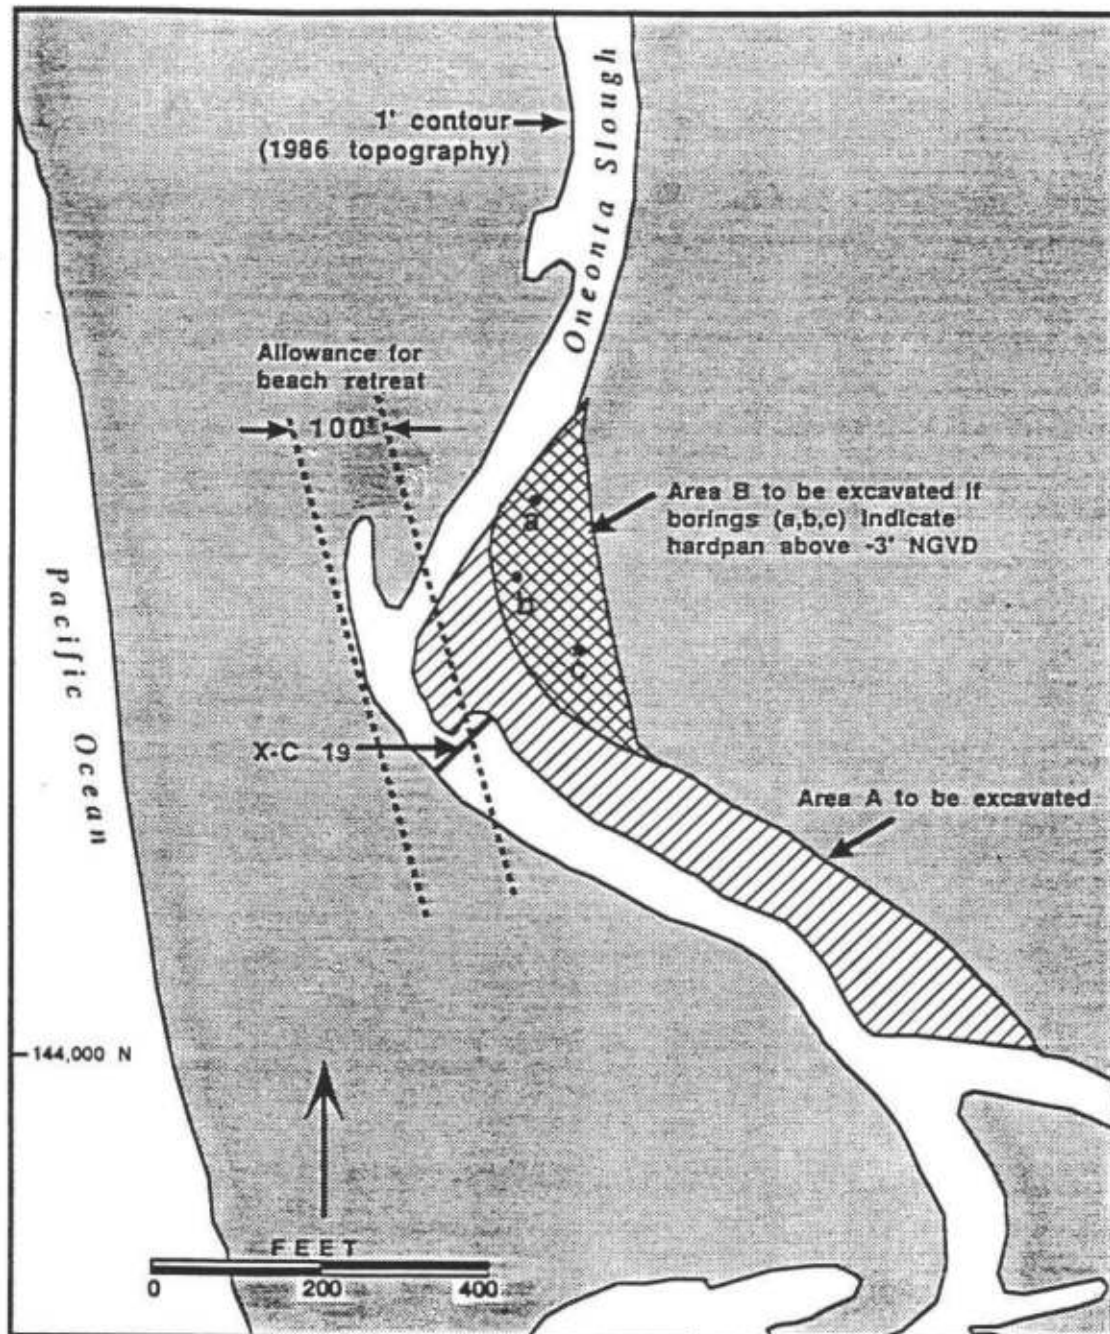 1' contour
(1986 topography)
Oneonta Slough
Allowance for
beach retreat
100'
Area B to be excavated if
borings (a,b,c) indicate
hardpan above -3' NGVD
a
b
c
Pacific Ocean
X-C 19
Area A to be excavated
144,000 N
FEET
0 200 400